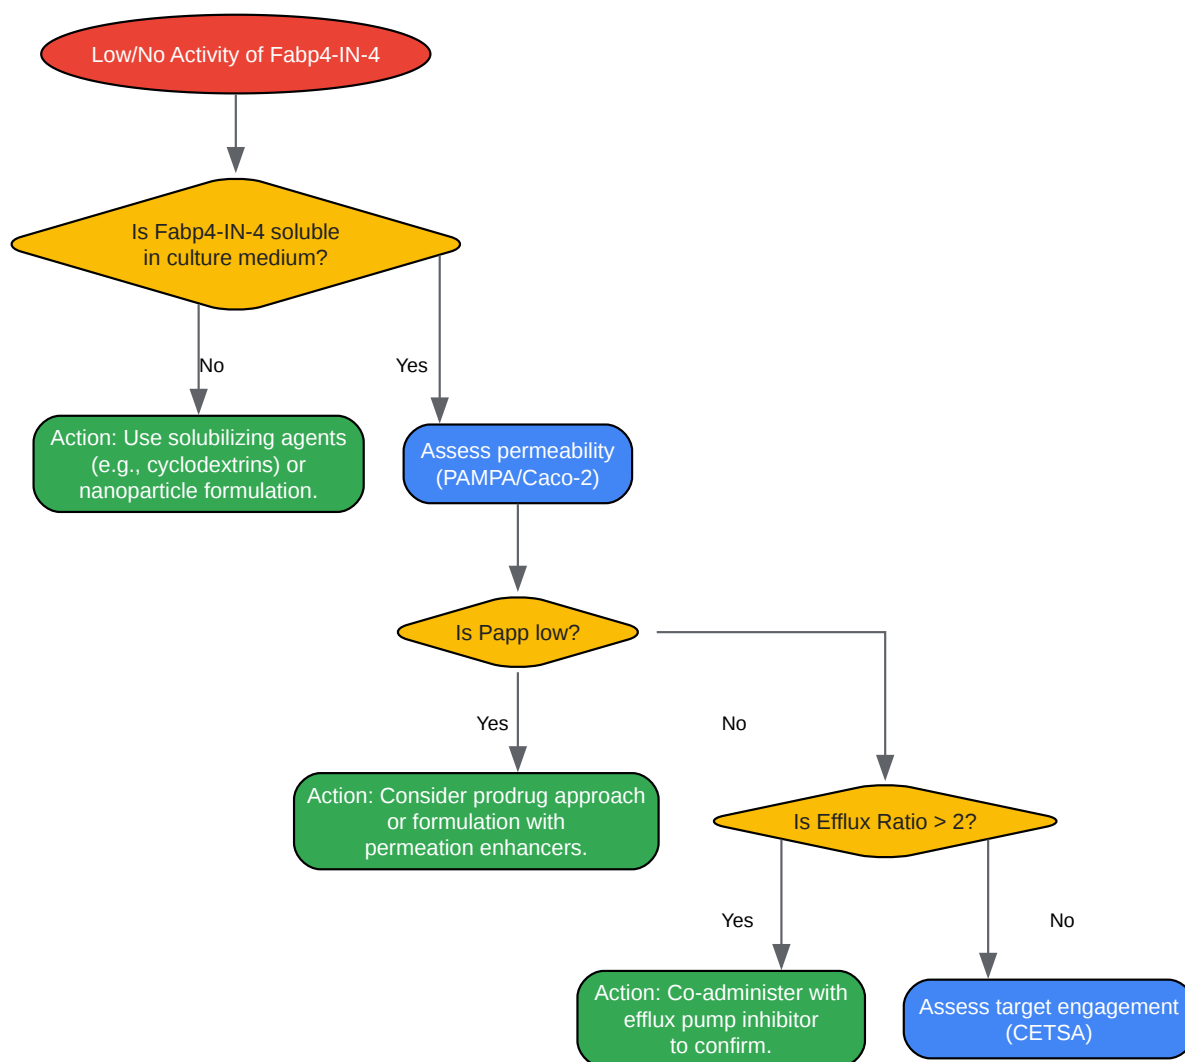 Low/No Activity of Fabp4-IN-4
Is Fabp4-IN-4 soluble
in culture medium?
No
Yes
Action: Use solubilizing agents
(e.g., cyclodextrins) or
nanoparticle formulation.
Assess permeability
(PAMPA/Caco-2)
Is Papp low?
Yes
No
Action: Consider prodrug approach
or formulation with
permeation enhancers.
Is Efflux Ratio > 2?
Yes
No
Action: Co-administer with
efflux pump inhibitor
to confirm.
Assess target engagement
(CETSA)